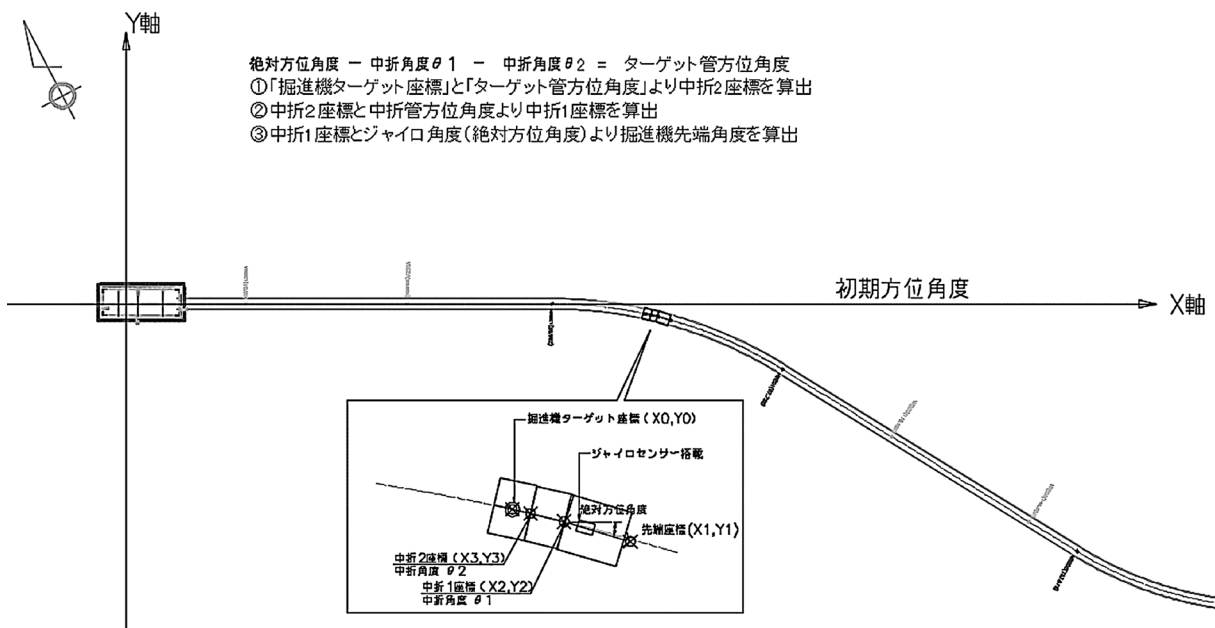 Y軸
絶対方位角度 － 中折角度θ1 － 中折角度θ2 = ターゲット管方位角度
①「掘進機ターゲット座標」と「ターゲット管方位角度」より中折2座標を算出
②中折2座標と中折管方位角度より中折1座標を算出
③中折1座標とジャイロ角度(絶対方位角度)より掘進機先端角度を算出
初期方位角度
X軸
掘進機ターゲット座標(X0,Y0)
ジャイロセンサー搭載
絶対方位角度
先端座標(X1,Y1)
中折2座標(X3,Y3)
中折角度 θ2
中折1座標(X2,Y2)
中折角度 θ1